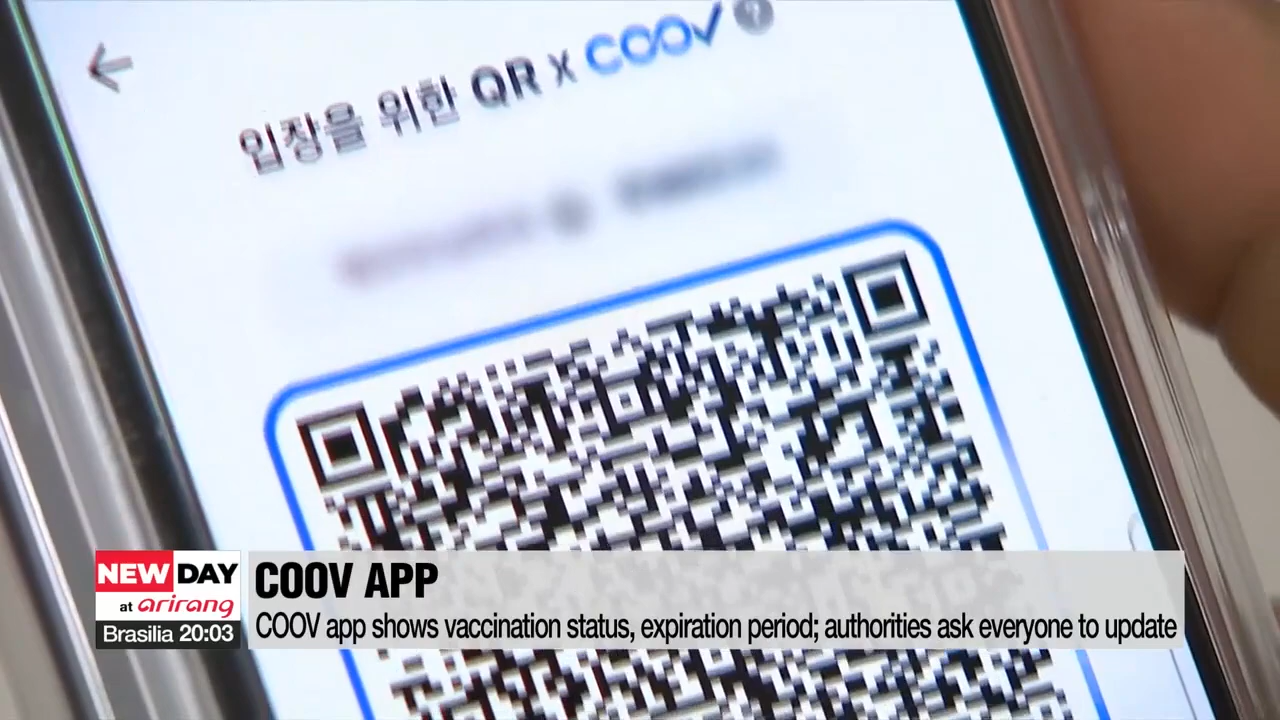 입장을 위한 QR X COOV ?
NEW DAY
at arirang
Brasilia 20:03
COOV APP
COOV app shows vaccination status, expiration period; authorities ask everyone to update